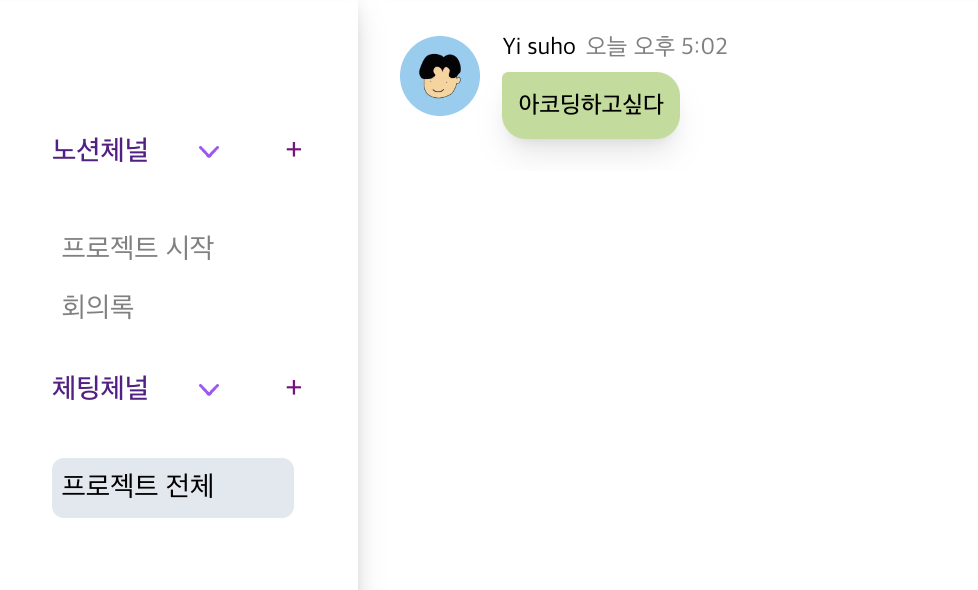 노션체널 +
프로젝트 시작
회의록
체팅체널 +
프로젝트 전체
Yi suho 오늘 오후 5:02
아코딩하고싶다